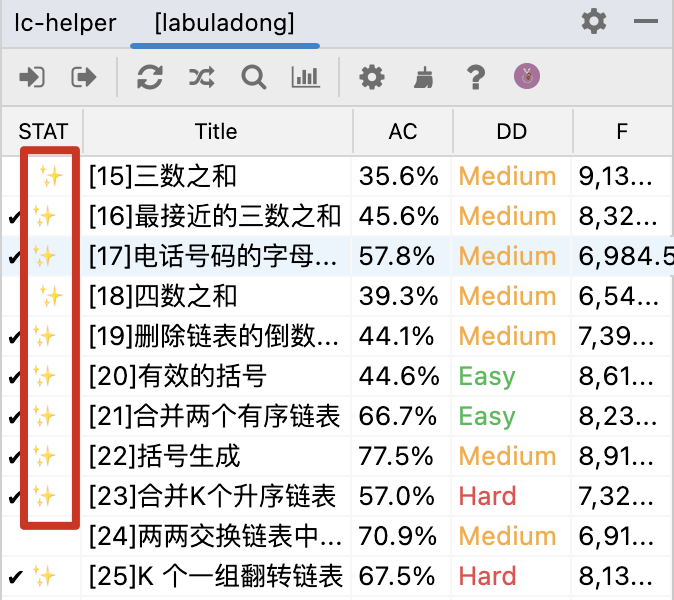 lc-helper [labuladong]
STAT Title AC DD F
[15]三数之和 35.6% Medium 9,13...
✔ [16]最接近的三数之和 45.6% Medium 8,32...
✔ [17]电话号码的字母... 57.8% Medium 6,984.5
[18]四数之和 39.3% Medium 6,54...
✔ [19]删除链表的倒数... 44.1% Medium 7,39...
✔ [20]有效的括号 44.6% Easy 8,61...
✔ [21]合并两个有序链表 66.7% Easy 8,23...
✔ [22]括号生成 77.5% Medium 8,91...
✔ [23]合并K个升序链表 57.0% Hard 7,32...
[24]两两交换链表中... 70.9% Medium 6,91...
✔ [25]K 个一组翻转链表 67.5% Hard 8,13...